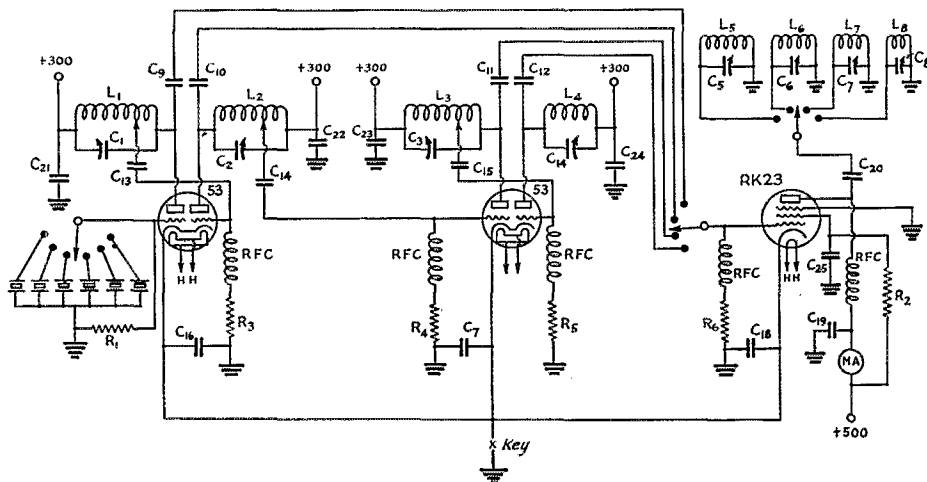 L5
L6
L7
L8
C9
C10
C11
C12
C5
C6
C7
C8
+300
+300
+300
+300
L1
L2
L3
L4
C1
C2
C22
C23
C3
C14
C24
C21
C13
C14
C15
C20
53
53
RK23
RFC
RFC
RFC
RFC
RFC
HH
HH
C25
R2
R1
C16
R3
R4
C7
R5
R6
C18
C19
MA
+500
x Key